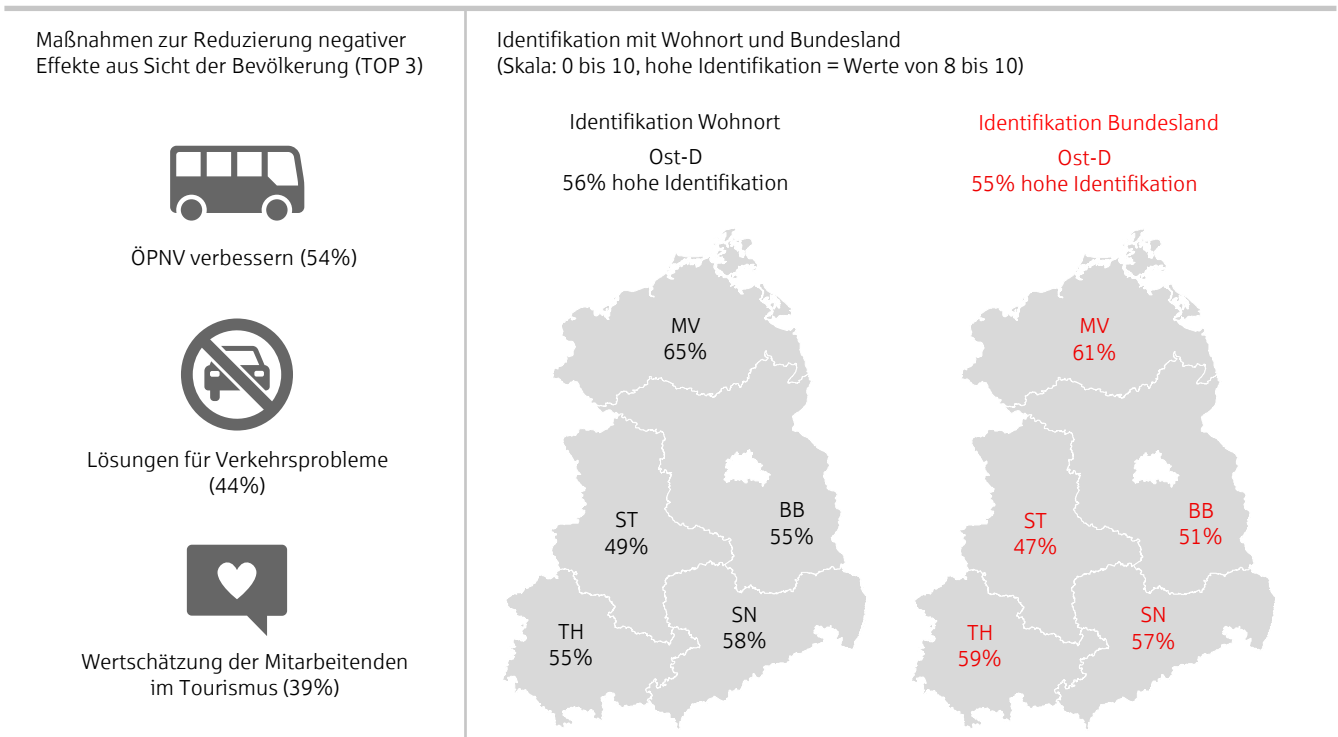 Maßnahmen zur Reduzierung negativer
Effekte aus Sicht der Bevölkerung (TOP 3)
ÖPNV verbessern (54%)
Lösungen für Verkehrsprobleme
(44%)
Wertschätzung der Mitarbeitenden
im Tourismus (39%)
Identifikation mit Wohnort und Bundesland
(Skala: 0 bis 10, hohe Identifikation = Werte von 8 bis 10)
Identifikation Wohnort
Ost-D
56% hohe Identifikation
MV
65%
ST
49%
BB
55%
TH
55%
SN
58%
Identifikation Bundesland
Ost-D
55% hohe Identifikation
MV
61%
ST
47%
BB
51%
TH
59%
SN
57%